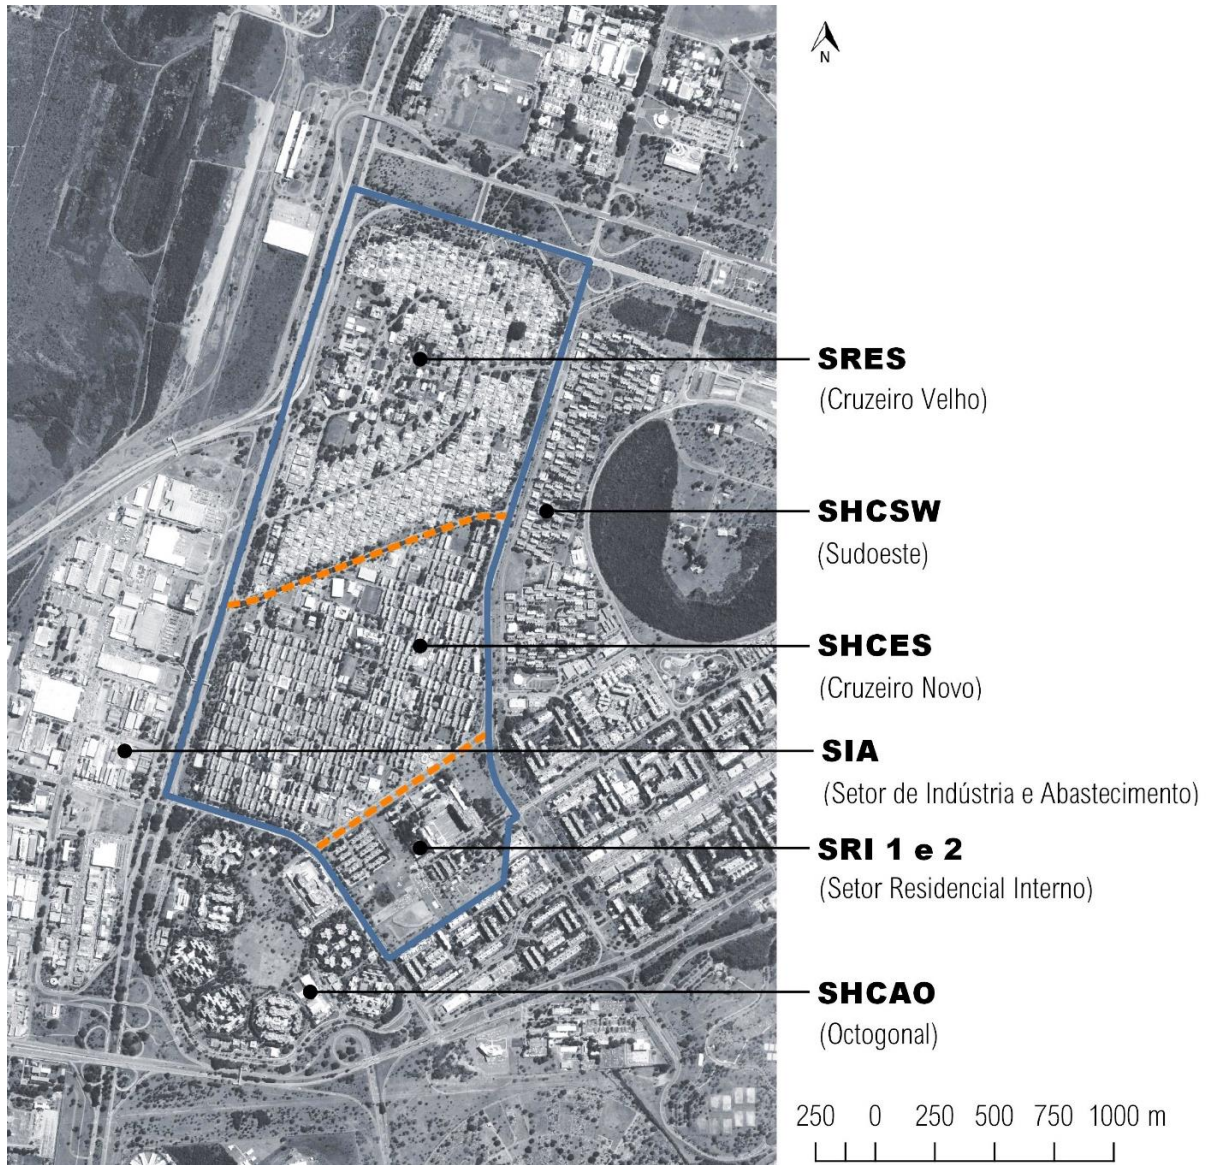 N
SRES
(Cruzeiro Velho)
SHCSW
(Sudoeste)
SHCES
(Cruzeiro Novo)
SIA
(Setor de Indústria e Abastecimento)
SRI 1 e 2
(Setor Residencial Interno)
SHCAO
(Octogonal)
250 0 250 500 750 1000 m